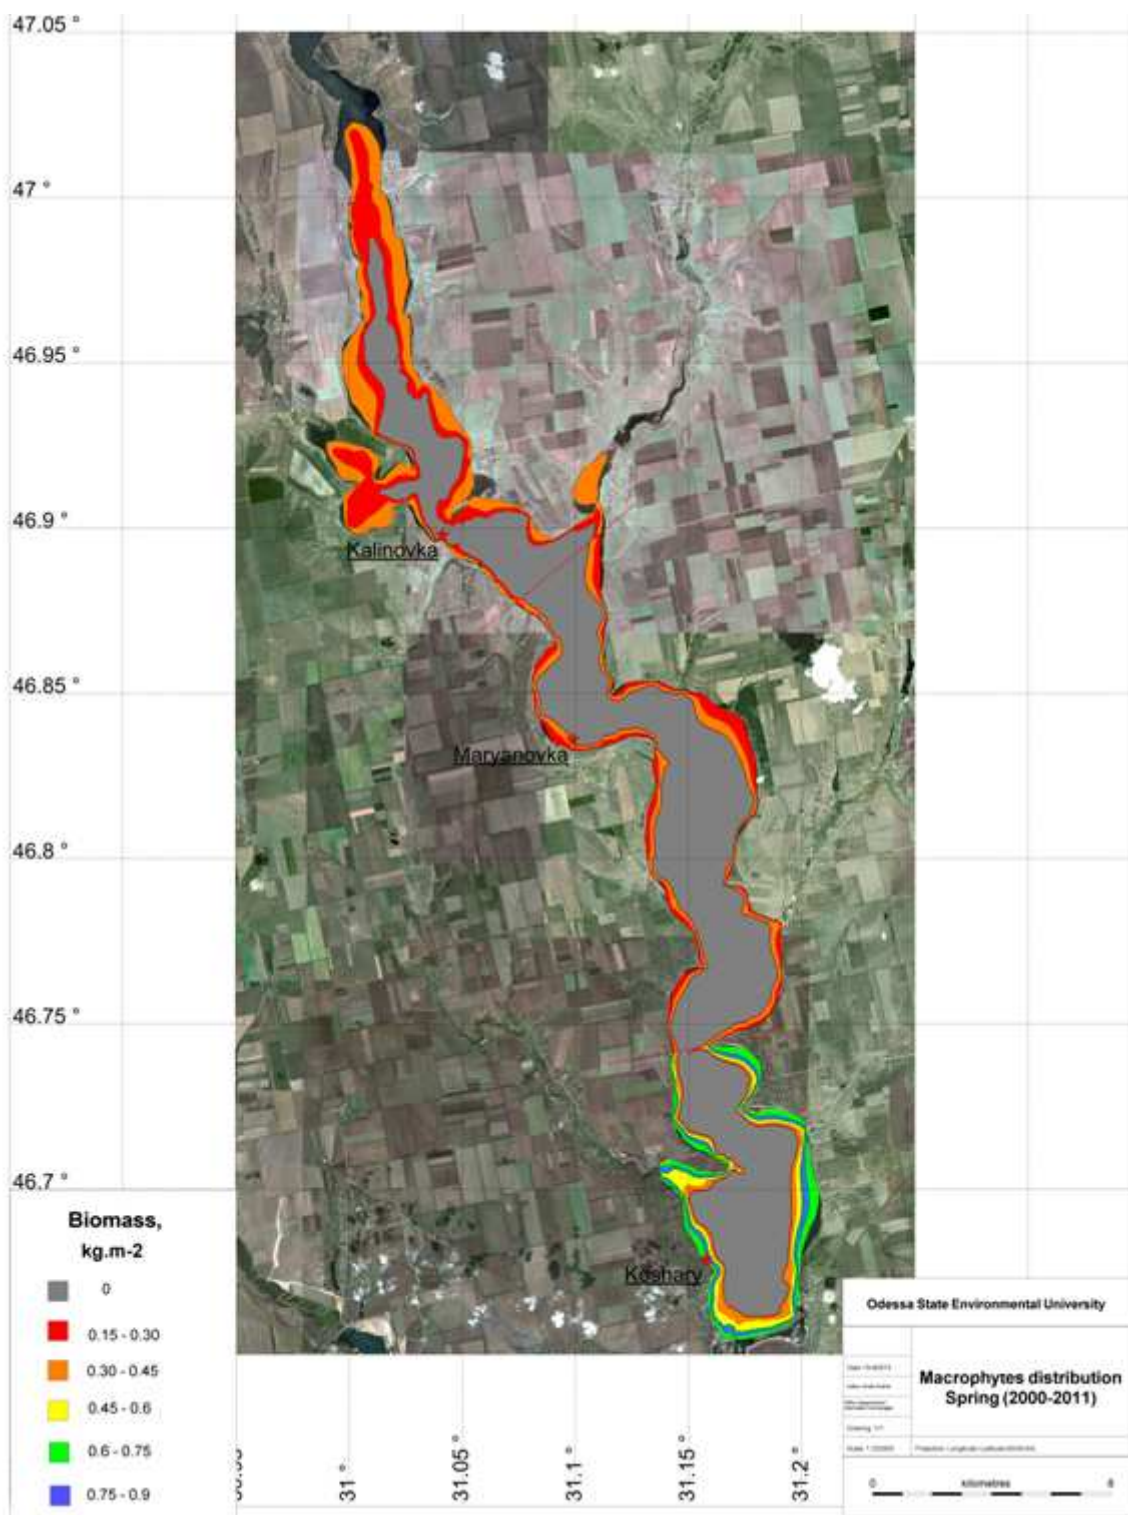 47.05 °
47 °
46.95 °
46.9 °
Kalinovka
46.85 °
Maryanovka
46.8 °
46.75 °
46.7 °
Koshary
Biomass,
kg.m-2
0
0.15 - 0.30
0.30 - 0.45
0.45 - 0.6
0.6 - 0.75
0.75 - 0.9
31 °
31.05 °
31.1 °
31.15 °
31.2 °
Odessa State Environmental University
Macrophytes distribution
Spring (2000-2011)
0 kilometres 8